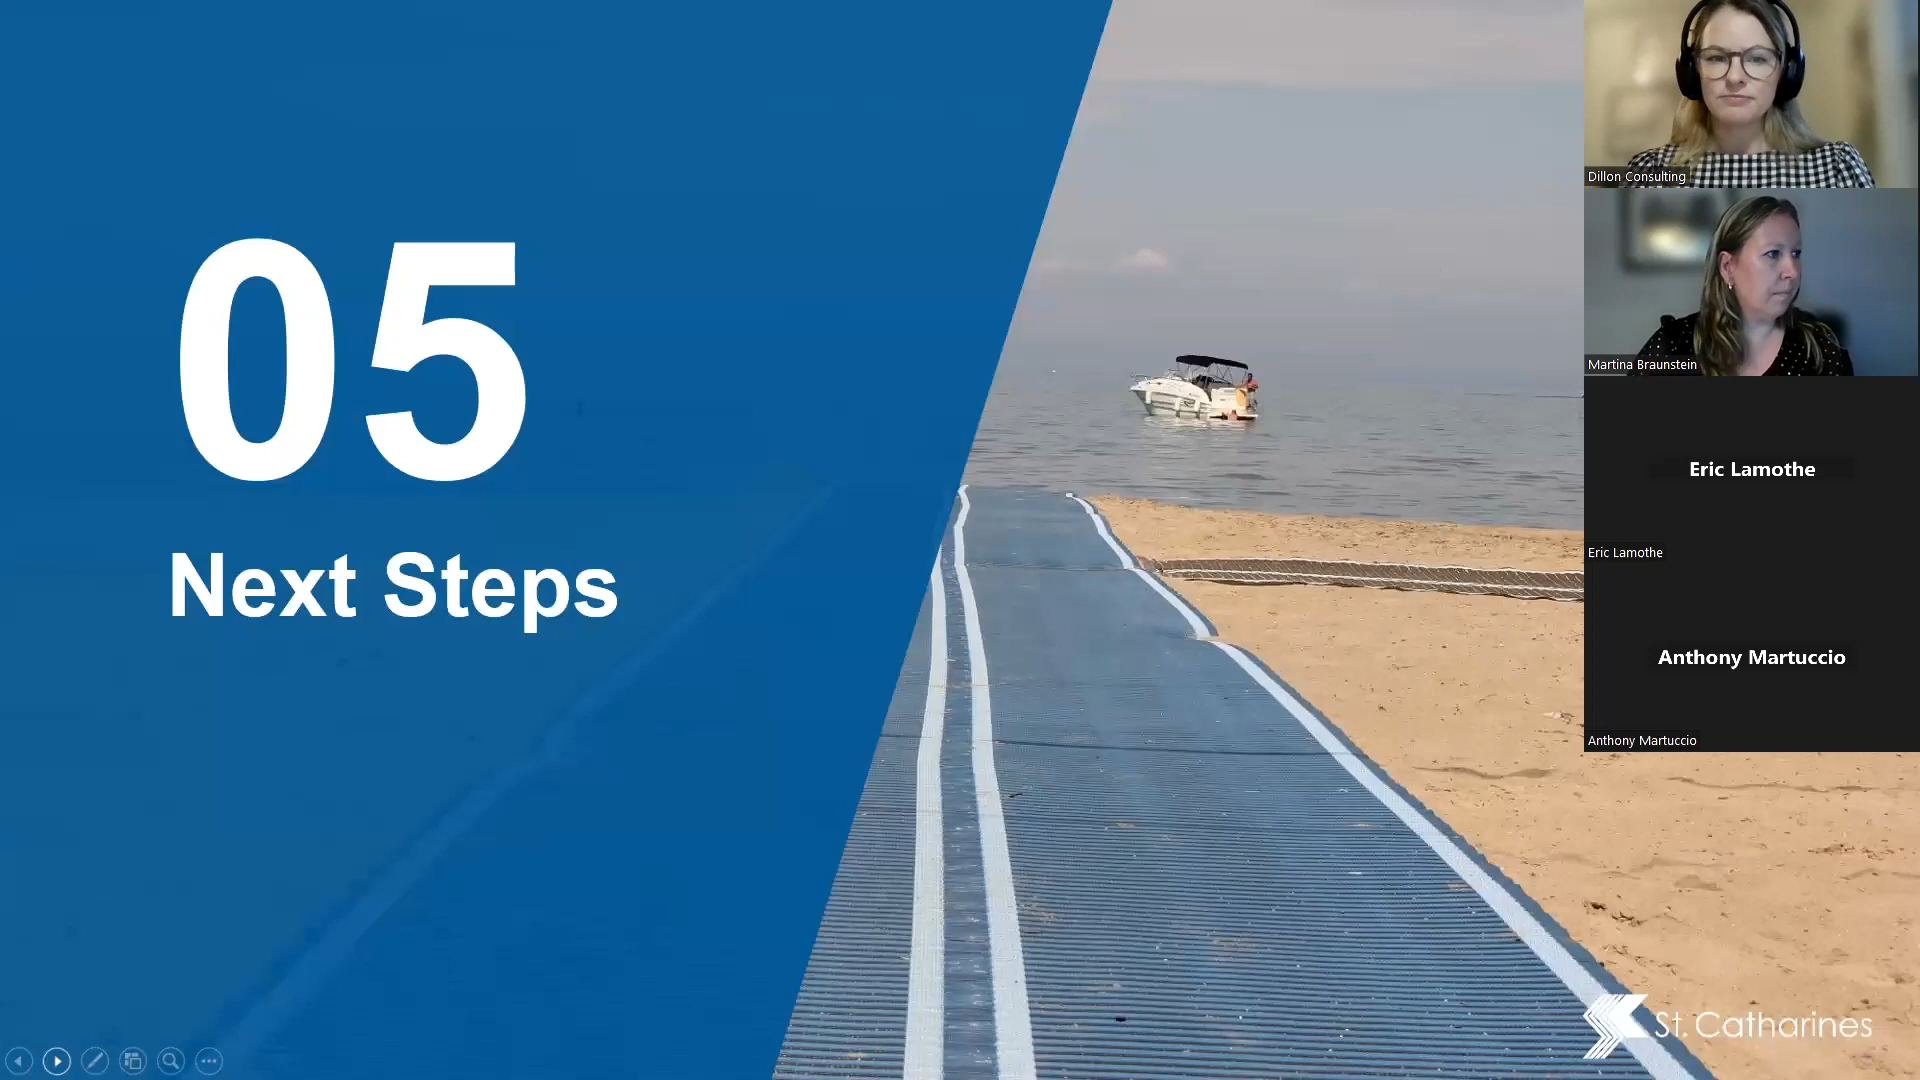 05
Next Steps
Dillon Consulting
Martina Braunstein
Eric Lamothe
Eric Lamothe
Anthony Martuccio
Anthony Martuccio
St. Catharines